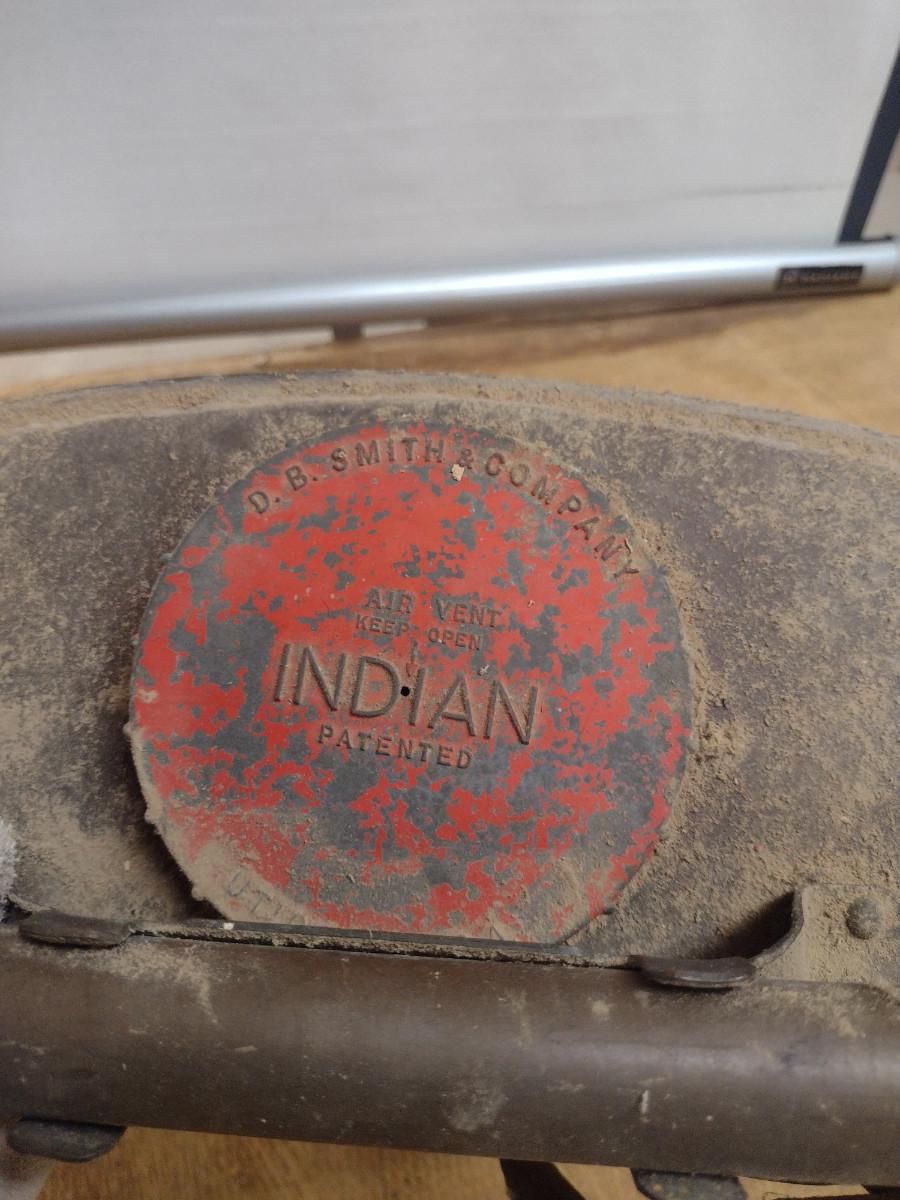 D. B. SMITH & COMPANY
AIR VENT
KEEP OPEN
INDIAN
PATENTED